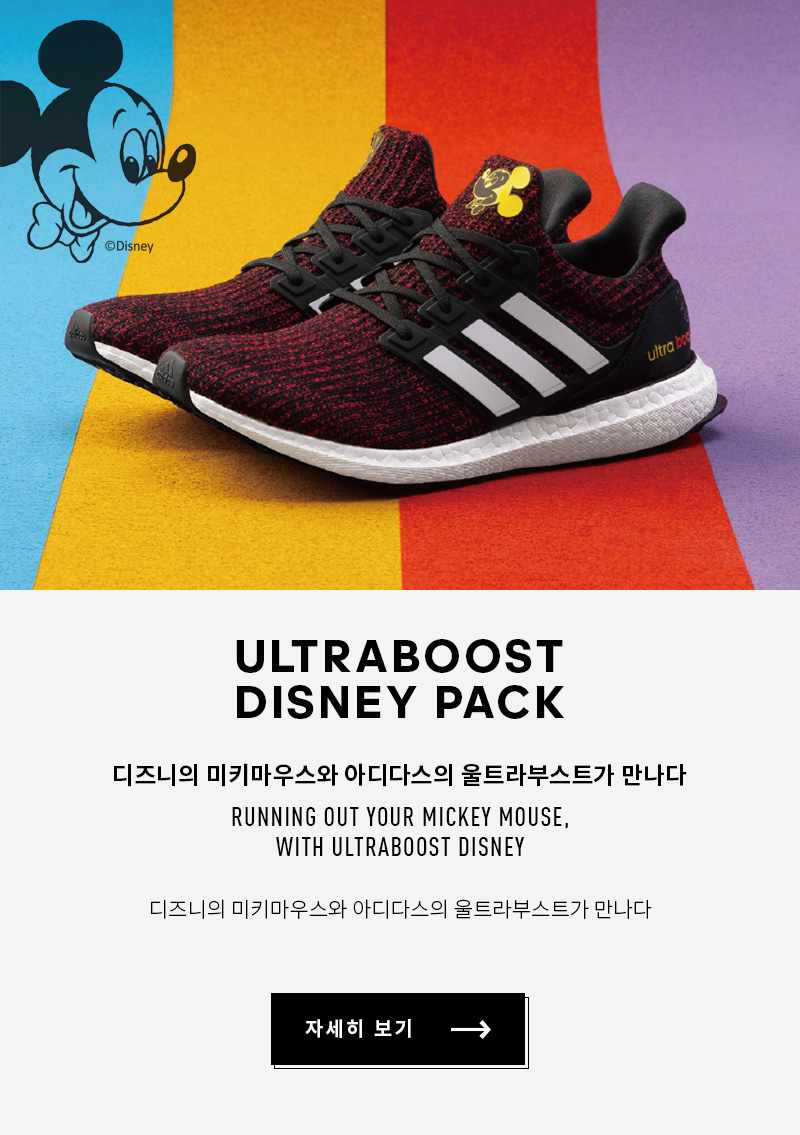 ©Disney
ultra boo
ULTRABOOST
DISNEY PACK
디즈니의 미키마우스와 아디다스의 울트라부스트가 만나다
RUNNING OUT YOUR MICKEY MOUSE,
WITH ULTRABOOST DISNEY
디즈니의 미키마우스와 아디다스의 울트라부스트가 만나다
자세히 보기